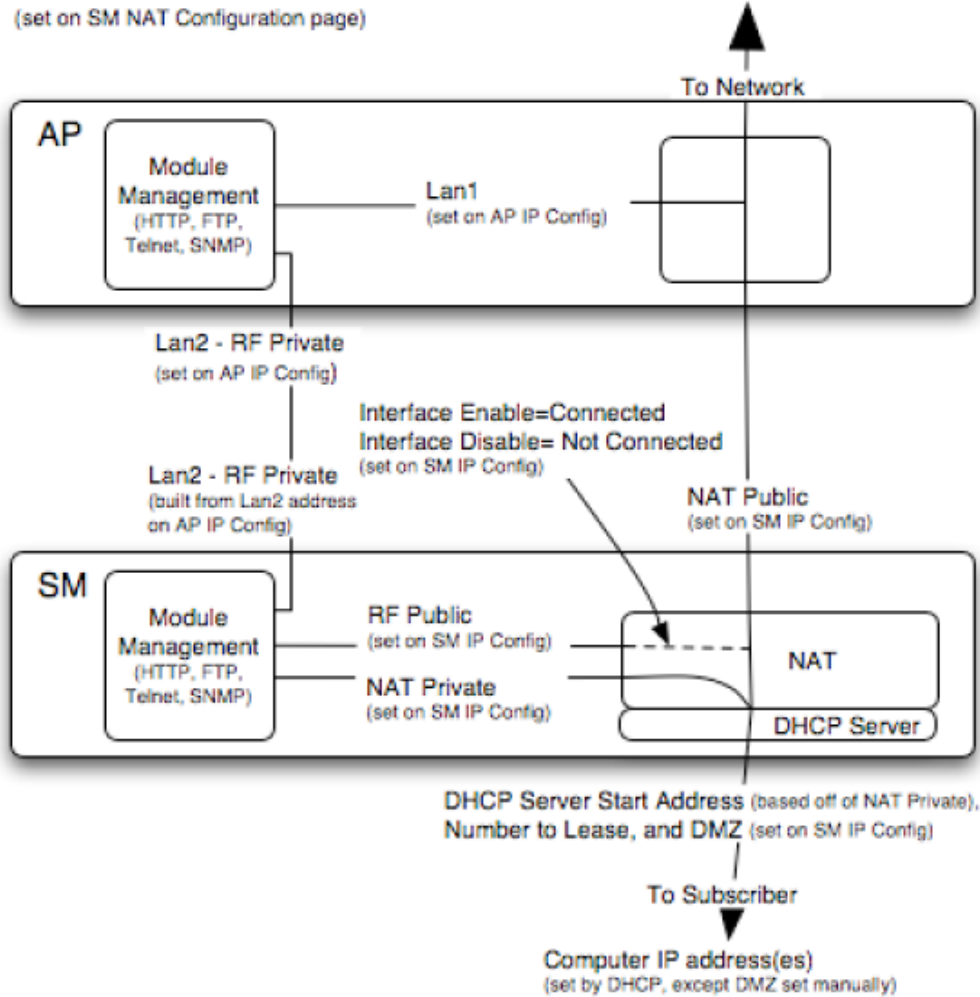 (set on SM NAT Configuration page)
To Network
AP
Module
Management
(HTTP, FTP,
Telnet, SNMP)
Lan1
(set on AP IP Config)
Lan2 - RF Private
(set on AP IP Config)
Interface Enable=Connected
Interface Disable= Not Connected
(set on SM IP Config)
Lan2 - RF Private
(built from Lan2 address
on AP IP Config)
NAT Public
(set on SM IP Config)
SM
Module
Management
(HTTP, FTP,
Telnet, SNMP)
RF Public
(set on SM IP Config)
NAT Private
(set on SM IP Config)
NAT
DHCP Server
DHCP Server Start Address (based off of NAT Private),
Number to Lease, and DMZ (set on SM IP Config)
To Subscriber
Computer IP address(es)
(set by DHCP, except DMZ set manually)